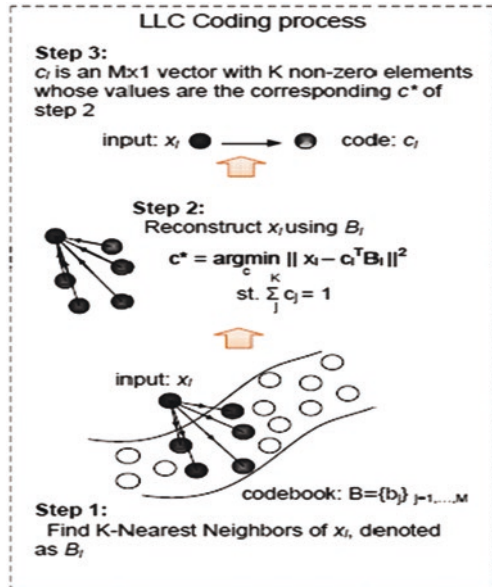 LLC Coding process
Step 3:
cᵢ is an Mx1 vector with K non-zero elements
whose values are the corresponding c* of
step 2
input: xᵢ code: cᵢ
Step 2:
Reconstruct xᵢ using Bᵢ
c* = argmin || xᵢ – cᵢᵀBᵢ ||²
c
K
st. Σ cⱼ = 1
j
input: xᵢ
codebook: B={bⱼ} j=1,...,M
Step 1:
Find K-Nearest Neighbors of xᵢ, denoted
as Bᵢ